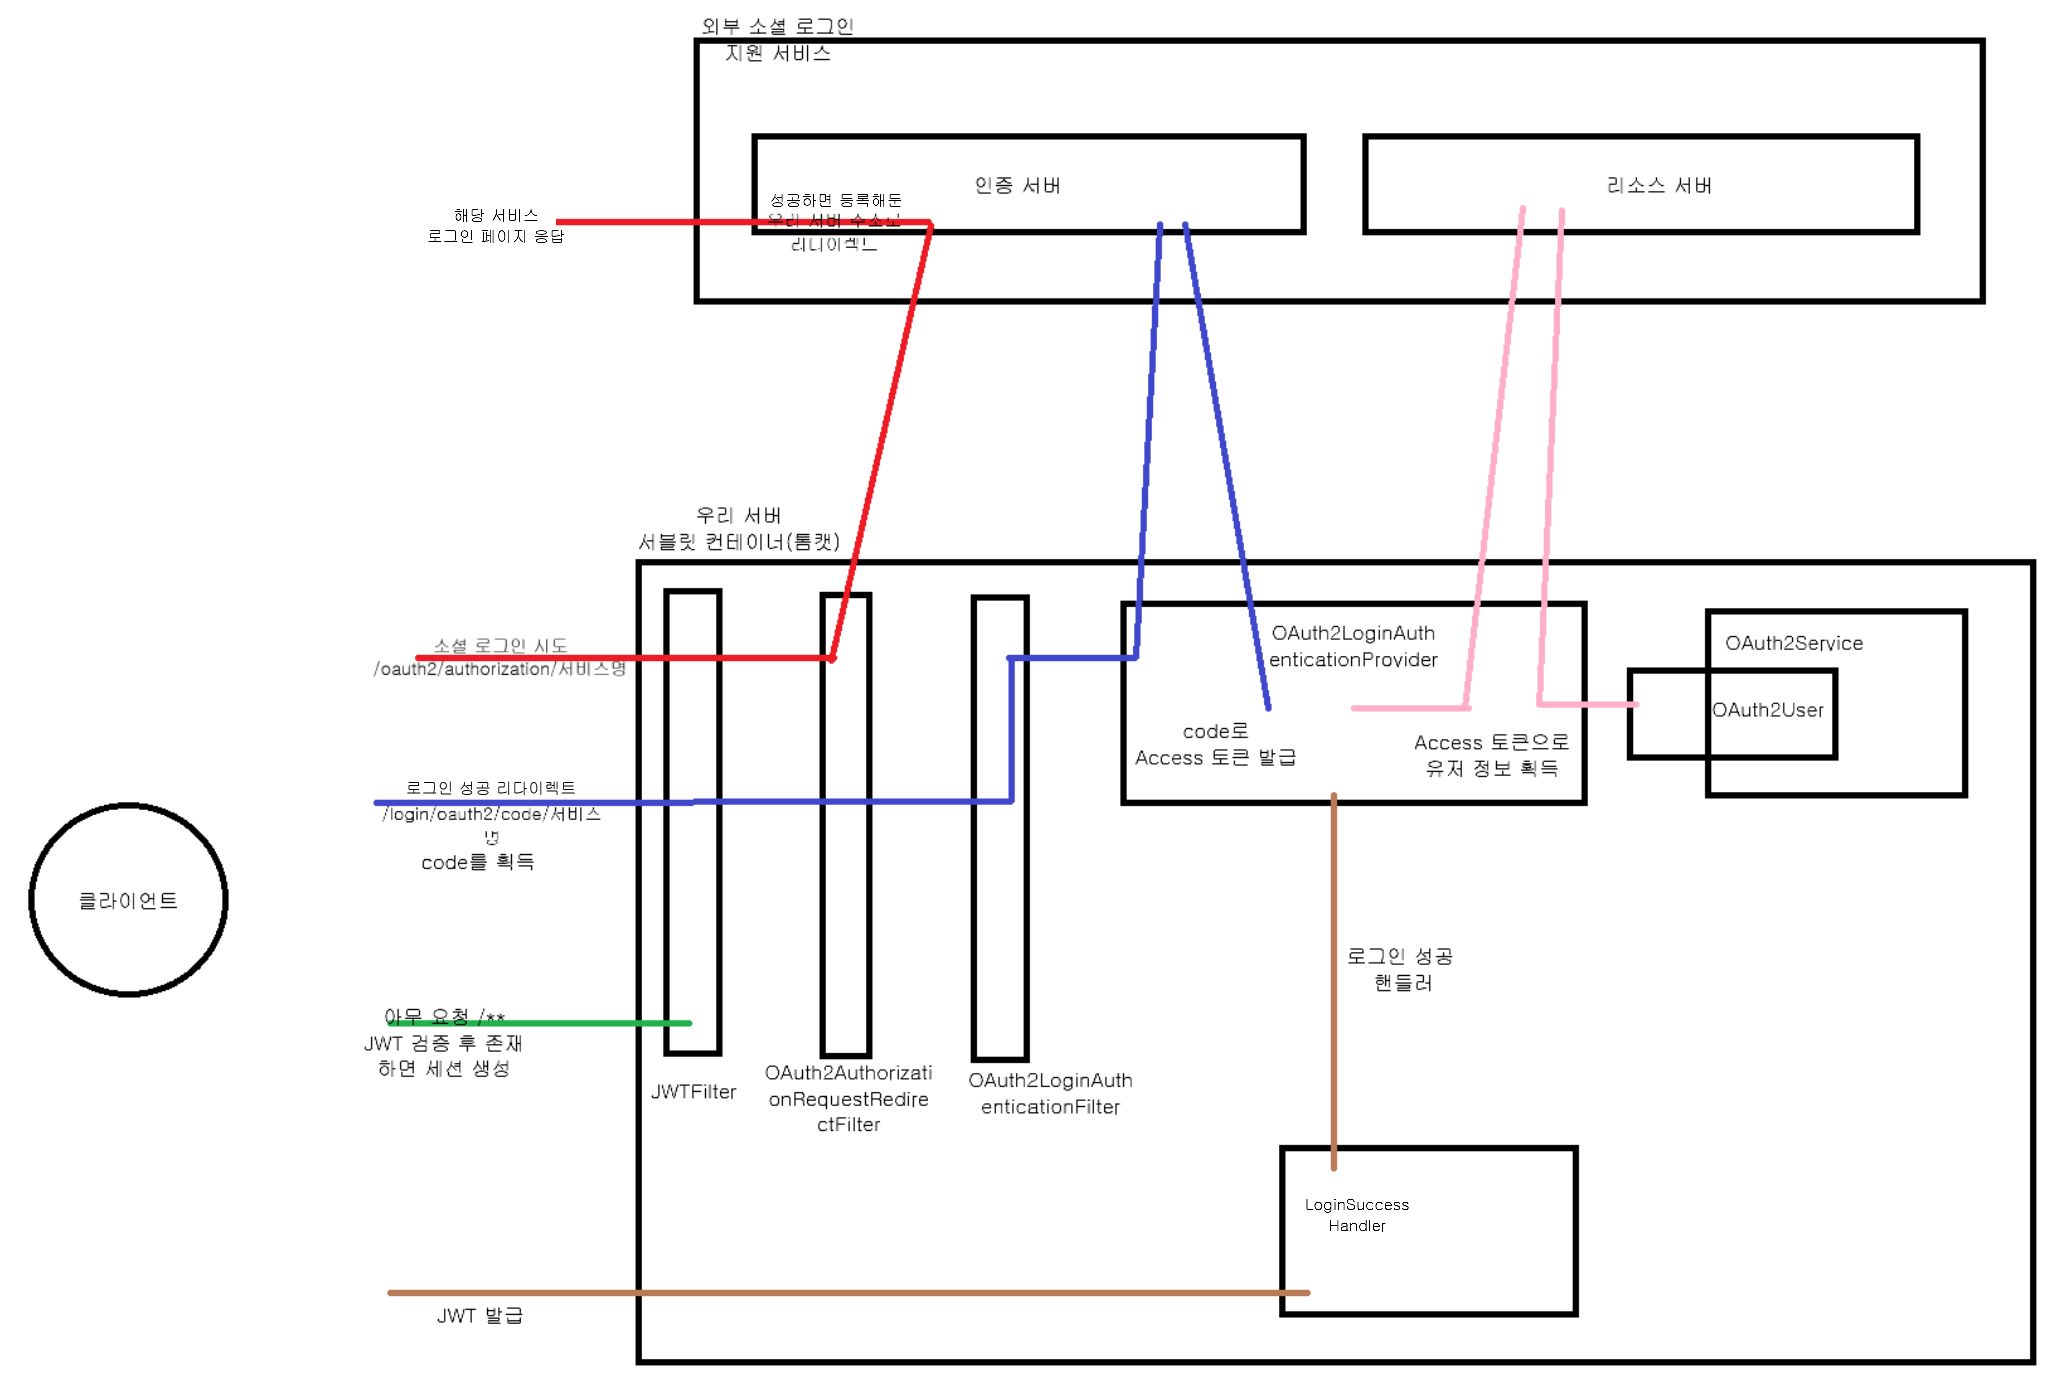 외부 소셜 로그인
지원 서비스
인증 서버
리소스 서버
성공하면 등록해둔
우리 서버 주소로
리다이렉트
해당 서비스
로그인 페이지 응답
우리 서버
서블릿 컨테이너(톰캣)
소셜 로그인 시도
/oauth2/authorization/서비스명
로그인 성공 리다이렉트
/login/oauth2/code/서비스
명
code를 획득
클라이언트
아무 요청 /**
JWT 검증 후 존재
하면 세션 생성
JWTFilter
OAuth2Authorizati
onRequestRedire
ctFilter
OAuth2LoginAuth
enticationFilter
OAuth2LoginAuth
enticationProvider
code로
Access 토큰 발급
Access 토큰으로
유저 정보 획득
OAuth2Service
OAuth2User
로그인 성공
핸들러
LoginSuccess
Handler
JWT 발급